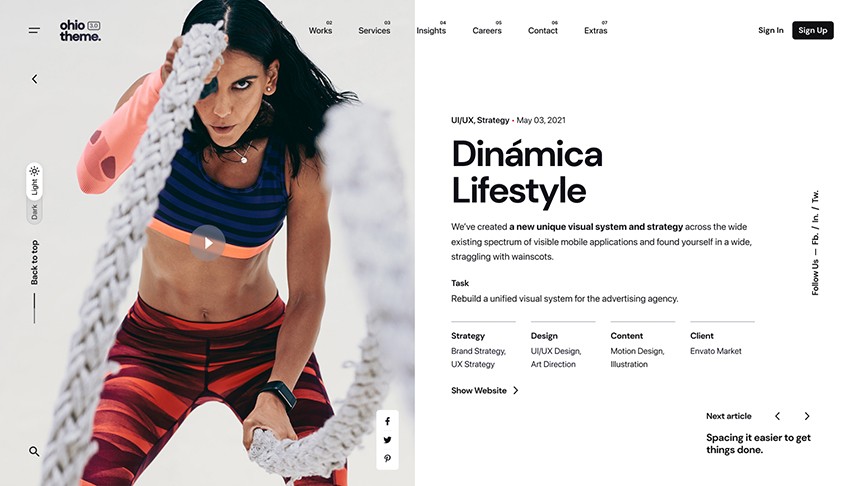 ohio 3.0
theme.
02 03 04 05 06 07
Works Services Insights Careers Contact Extras Sign In Sign Up
UI/UX, Strategy • May 03, 2021
Dinámica
Lifestyle
We've created a new unique visual system and strategy across the wide
existing spectrum of visible mobile applications and found yourself in a wide,
straggling with wainscots.
Task
Rebuild a unified visual system for the advertising agency.
Strategy Design Content Client
Brand Strategy, UI/UX Design, Motion Design, Envato Market
UX Strategy Art Direction Illustration
Show Website
Next article
Spacing it easier to get
things done.
Light
Dark
Back to top
Follow Us — Fb. / In. / Tw.